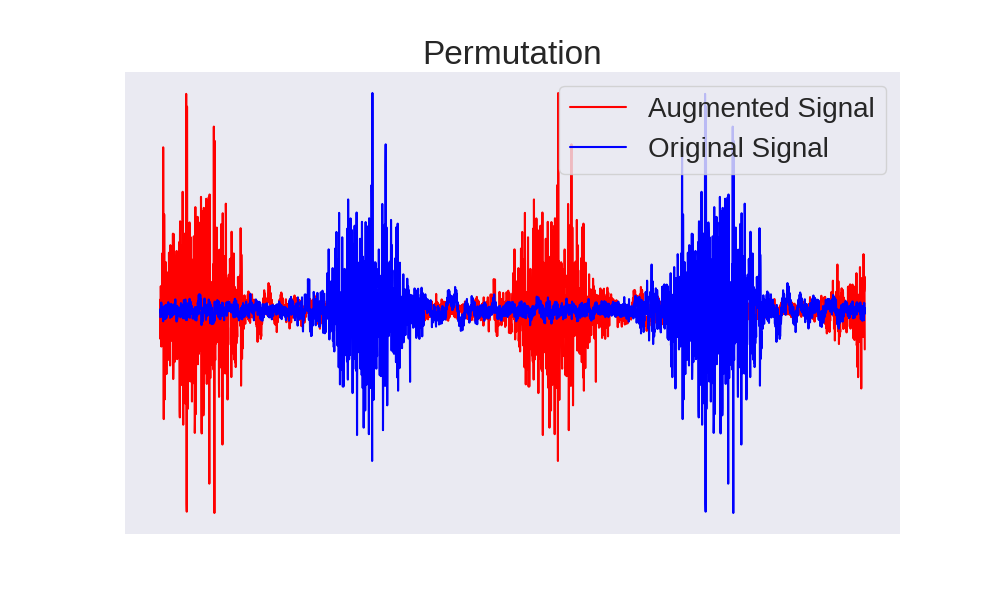 Permutation
Augmented Signal
Original Signal